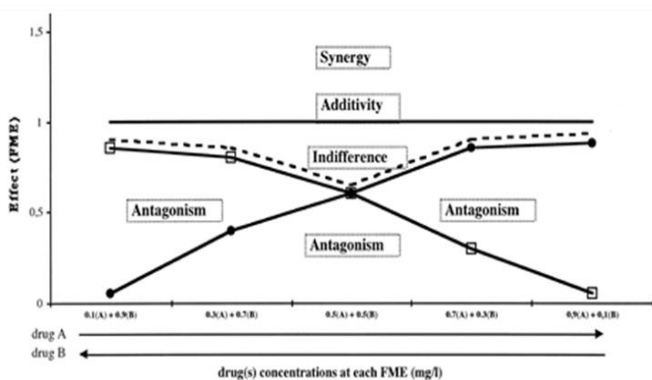 1.5
Synergy
Additivity
1
Indifference
Effect (FME)
Antagonism
Antagonism
0.5
Antagonism
0
0.1(A) + 0.9(B)
0.3(A) + 0.7(B)
0.5(A) + 0.5(B)
0.7(A) + 0.3(B)
0.9(A) + 0,1(B)
drug A
drug B
drug(s) concentrations at each FME (mg/l)